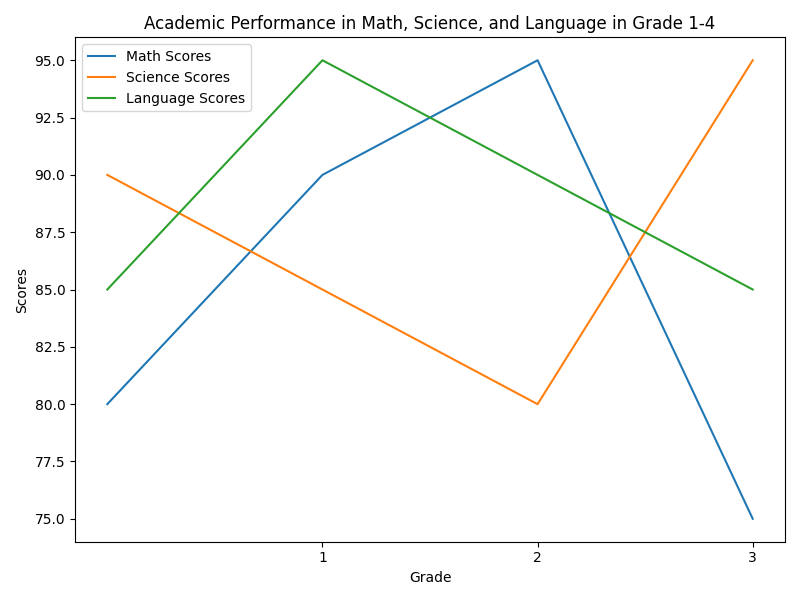 Academic Performance in Math, Science, and Language in Grade 1-4
Math Scores
Science Scores
Language Scores
95.0
92.5
90.0
87.5
85.0
82.5
80.0
77.5
75.0
Scores
1 2 3
Grade